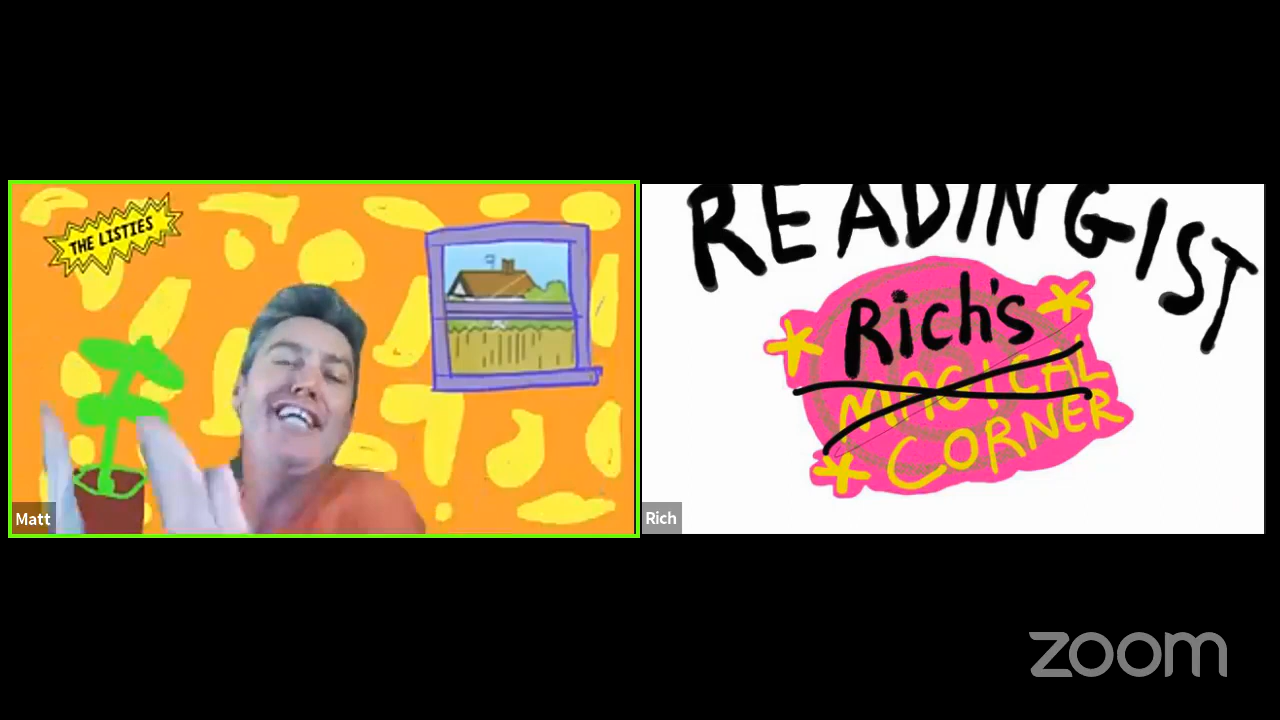 THE LISTIES
READINGIST
Rich's
MAGICAL
CORNER
Matt
Rich
zoom